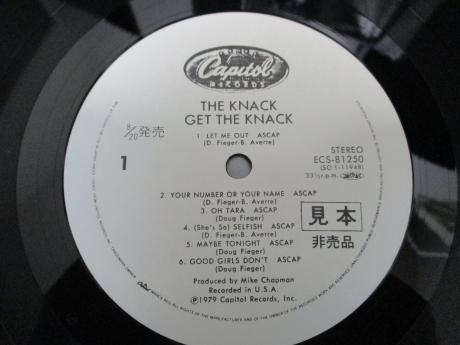 Capitol
RECORDS
THE KNACK
GET THE KNACK
1. LET ME OUT ASCAP
(D. Fieger-B. Averre)
8/20発売
1
STEREO
ECS-81250
(SO 1-11948)
33⅓r.p.m.
2. YOUR NUMBER OR YOUR NAME ASCAP
(D. Fieger-B. Averre)
3. OH TARA ASCAP
(Doug Fieger)
4. (She's So) SELFISH ASCAP
(D. Fieger-B. Averre)
5. MAYBE TONIGHT ASCAP
(Doug Fieger)
6. GOOD GIRLS DON'T ASCAP
(Doug Fieger)
見本
非売品
Produced by Mike Chapman
Recorded in U.S.A.
Ⓟ1979 Capitol Records, Inc.